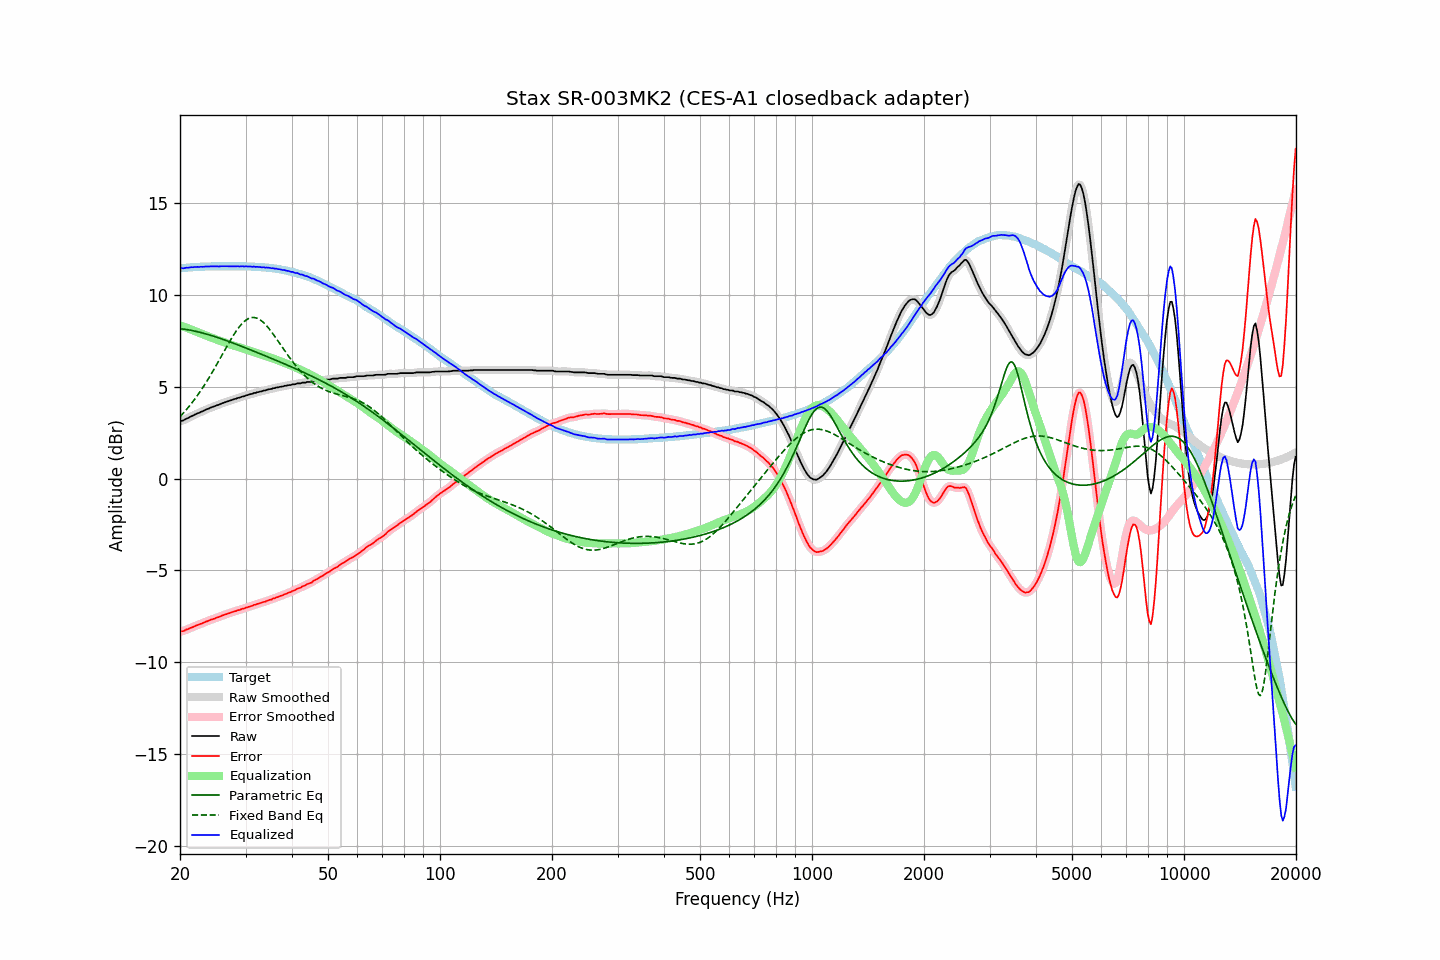 Stax SR-003MK2 (CES-A1 closedback adapter)
Amplitude (dBr)
15
10
5
0
−5
−10
−15
−20
Target
Raw Smoothed
Error Smoothed
Raw
Error
Equalization
Parametric Eq
Fixed Band Eq
Equalized
20 50 100 200 500 1000 2000 5000 10000 20000
Frequency (Hz)